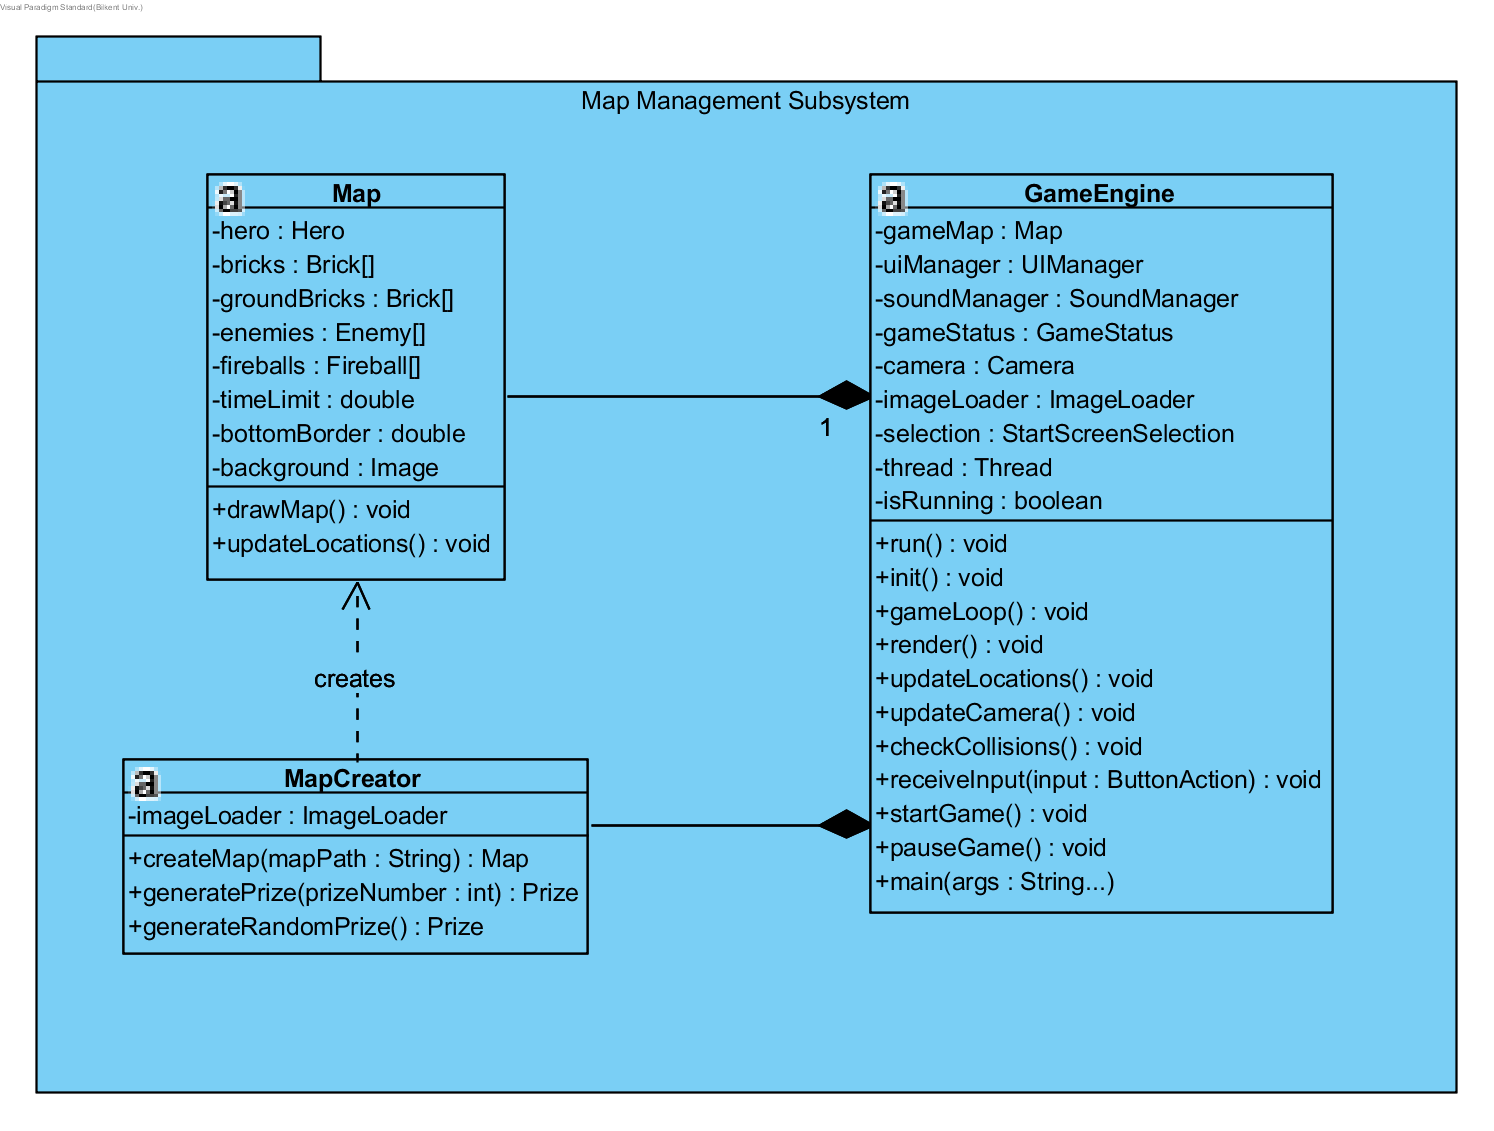 Visual Paradigm Standard(Bilkent Univ.)
Map Management Subsystem
a
Map
-hero : Hero
-bricks : Brick[]
-groundBricks : Brick[]
-enemies : Enemy[]
-fireballs : Fireball[]
-timeLimit : double
-bottomBorder : double
-background : Image
+drawMap() : void
+updateLocations() : void
a
GameEngine
-gameMap : Map
-uiManager : UIManager
-soundManager : SoundManager
-gameStatus : GameStatus
-camera : Camera
-imageLoader : ImageLoader
-selection : StartScreenSelection
-thread : Thread
-isRunning : boolean
+run() : void
+init() : void
+gameLoop() : void
+render() : void
+updateLocations() : void
+updateCamera() : void
+checkCollisions() : void
+receiveInput(input : ButtonAction) : void
+startGame() : void
+pauseGame() : void
+main(args : String...)
1
creates
a
MapCreator
-imageLoader : ImageLoader
+createMap(mapPath : String) : Map
+generatePrize(prizeNumber : int) : Prize
+generateRandomPrize() : Prize